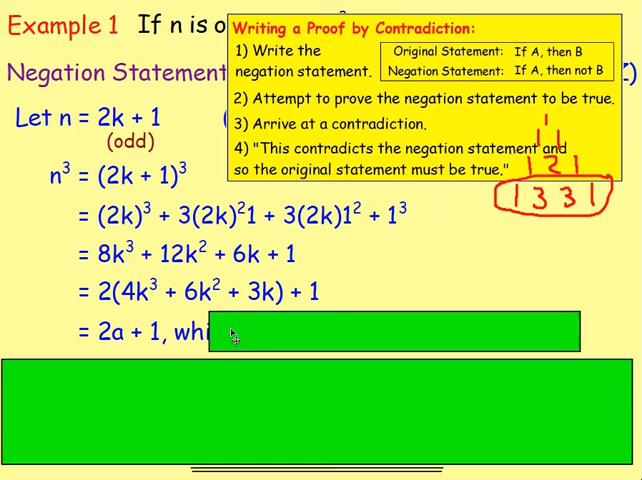 Example 1 If n is o
Negation Statement
Z)
Let n = 2k + 1 (
(odd)
n³ = (2k + 1)³
= (2k)³ + 3(2k)²1 + 3(2k)1² + 1³
= 8k³ + 12k² + 6k + 1
= 2(4k³ + 6k² + 3k) + 1
= 2a + 1, whi
Writing a Proof by Contradiction:
1) Write the
negation statement.
Original Statement: If A, then B
Negation Statement: If A, then not B
2) Attempt to prove the negation statement to be true.
3) Arrive at a contradiction.
4) "This contradicts the negation statement and
so the original statement must be true."
1
1 1
1 2 1
1 3 3 1